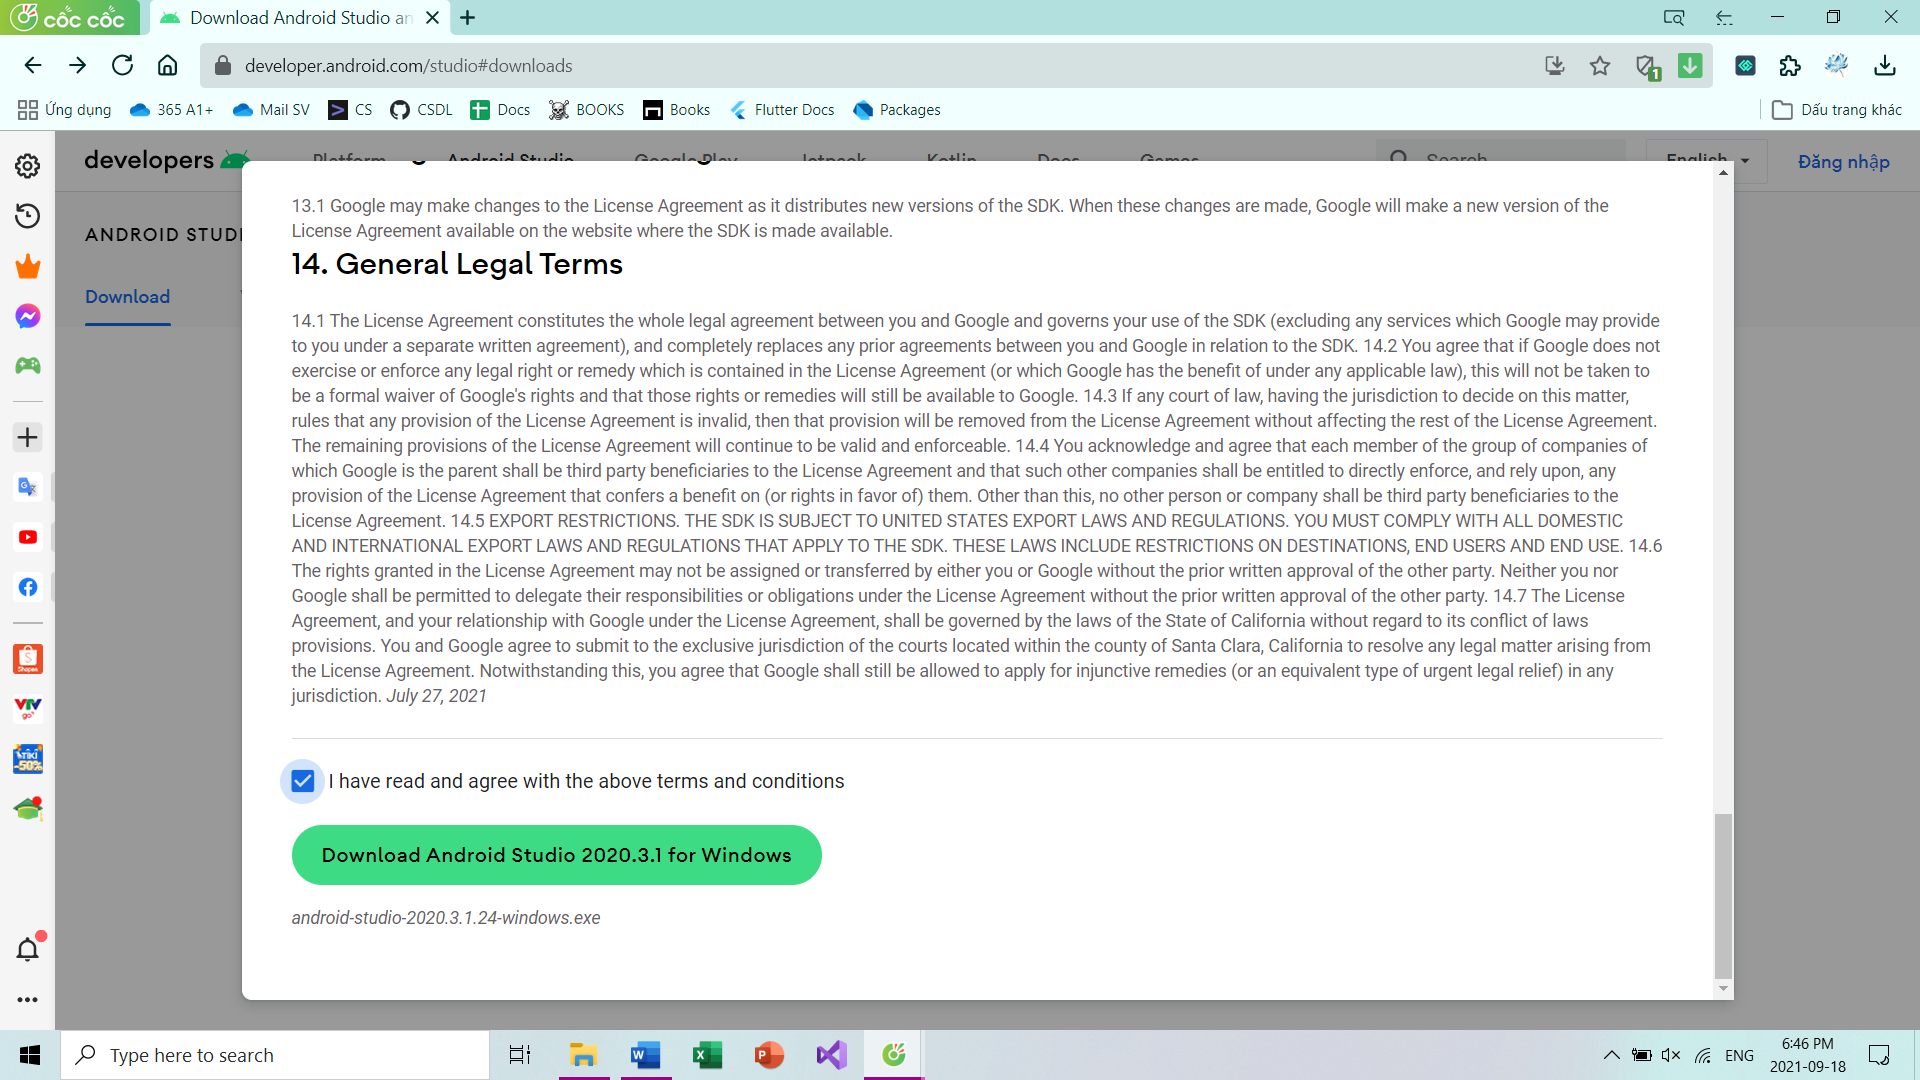 cốc cốc
Download Android Studio an
developer.android.com/studio#downloads
1
Ứng dụng
365 A1+
Mail SV
CS
CSDL
Docs
BOOKS
Books
Flutter Docs
Packages
Dấu trang khác
developers
Platform
Android Studio
Google Play
Jetpack
Kotlin
Docs
Games
Search
English
Đăng nhập
ANDROID STUDI
Download
13.1 Google may make changes to the License Agreement as it distributes new versions of the SDK. When these changes are made, Google will make a new version of the
License Agreement available on the website where the SDK is made available.
14. General Legal Terms
14.1 The License Agreement constitutes the whole legal agreement between you and Google and governs your use of the SDK (excluding any services which Google may provide
to you under a separate written agreement), and completely replaces any prior agreements between you and Google in relation to the SDK. 14.2 You agree that if Google does not
exercise or enforce any legal right or remedy which is contained in the License Agreement (or which Google has the benefit of under any applicable law), this will not be taken to
be a formal waiver of Google's rights and that those rights or remedies will still be available to Google. 14.3 If any court of law, having the jurisdiction to decide on this matter,
rules that any provision of the License Agreement is invalid, then that provision will be removed from the License Agreement without affecting the rest of the License Agreement.
The remaining provisions of the License Agreement will continue to be valid and enforceable. 14.4 You acknowledge and agree that each member of the group of companies of
which Google is the parent shall be third party beneficiaries to the License Agreement and that such other companies shall be entitled to directly enforce, and rely upon, any
provision of the License Agreement that confers a benefit on (or rights in favor of) them. Other than this, no other person or company shall be third party beneficiaries to the
License Agreement. 14.5 EXPORT RESTRICTIONS. THE SDK IS SUBJECT TO UNITED STATES EXPORT LAWS AND REGULATIONS. YOU MUST COMPLY WITH ALL DOMESTIC
AND INTERNATIONAL EXPORT LAWS AND REGULATIONS THAT APPLY TO THE SDK. THESE LAWS INCLUDE RESTRICTIONS ON DESTINATIONS, END USERS AND END USE. 14.6
The rights granted in the License Agreement may not be assigned or transferred by either you or Google without the prior written approval of the other party. Neither you nor
Google shall be permitted to delegate their responsibilities or obligations under the License Agreement without the prior written approval of the other party. 14.7 The License
Agreement, and your relationship with Google under the License Agreement, shall be governed by the laws of the State of California without regard to its conflict of laws
provisions. You and Google agree to submit to the exclusive jurisdiction of the courts located within the county of Santa Clara, California to resolve any legal matter arising from
the License Agreement. Notwithstanding this, you agree that Google shall still be allowed to apply for injunctive remedies (or an equivalent type of urgent legal relief) in any
jurisdiction. July 27, 2021
I have read and agree with the above terms and conditions
Download Android Studio 2020.3.1 for Windows
android-studio-2020.3.1.24-windows.exe
Shopee
VTV
go
TIKI
-50%
Type here to search
ENG
6:46 PM
2021-09-18